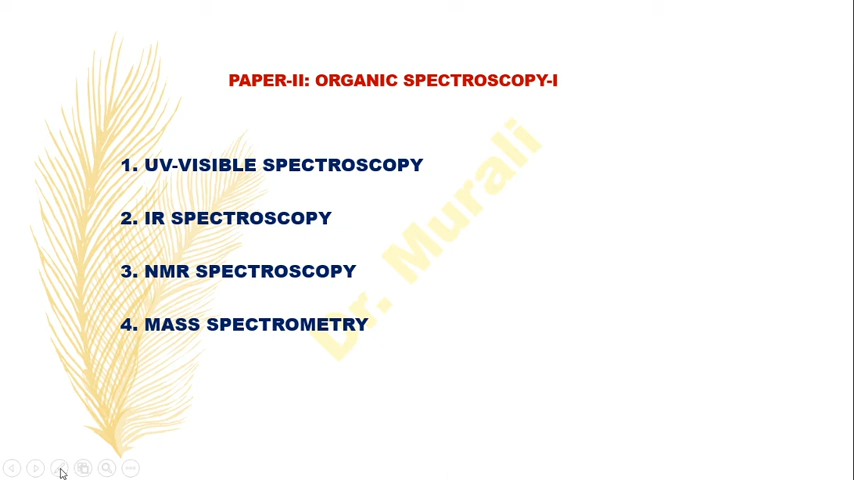 PAPER-II: ORGANIC SPECTROSCOPY-I
1. UV-VISIBLE SPECTROSCOPY
2. IR SPECTROSCOPY
3. NMR SPECTROSCOPY
4. MASS SPECTROMETRY
Dr. Murali